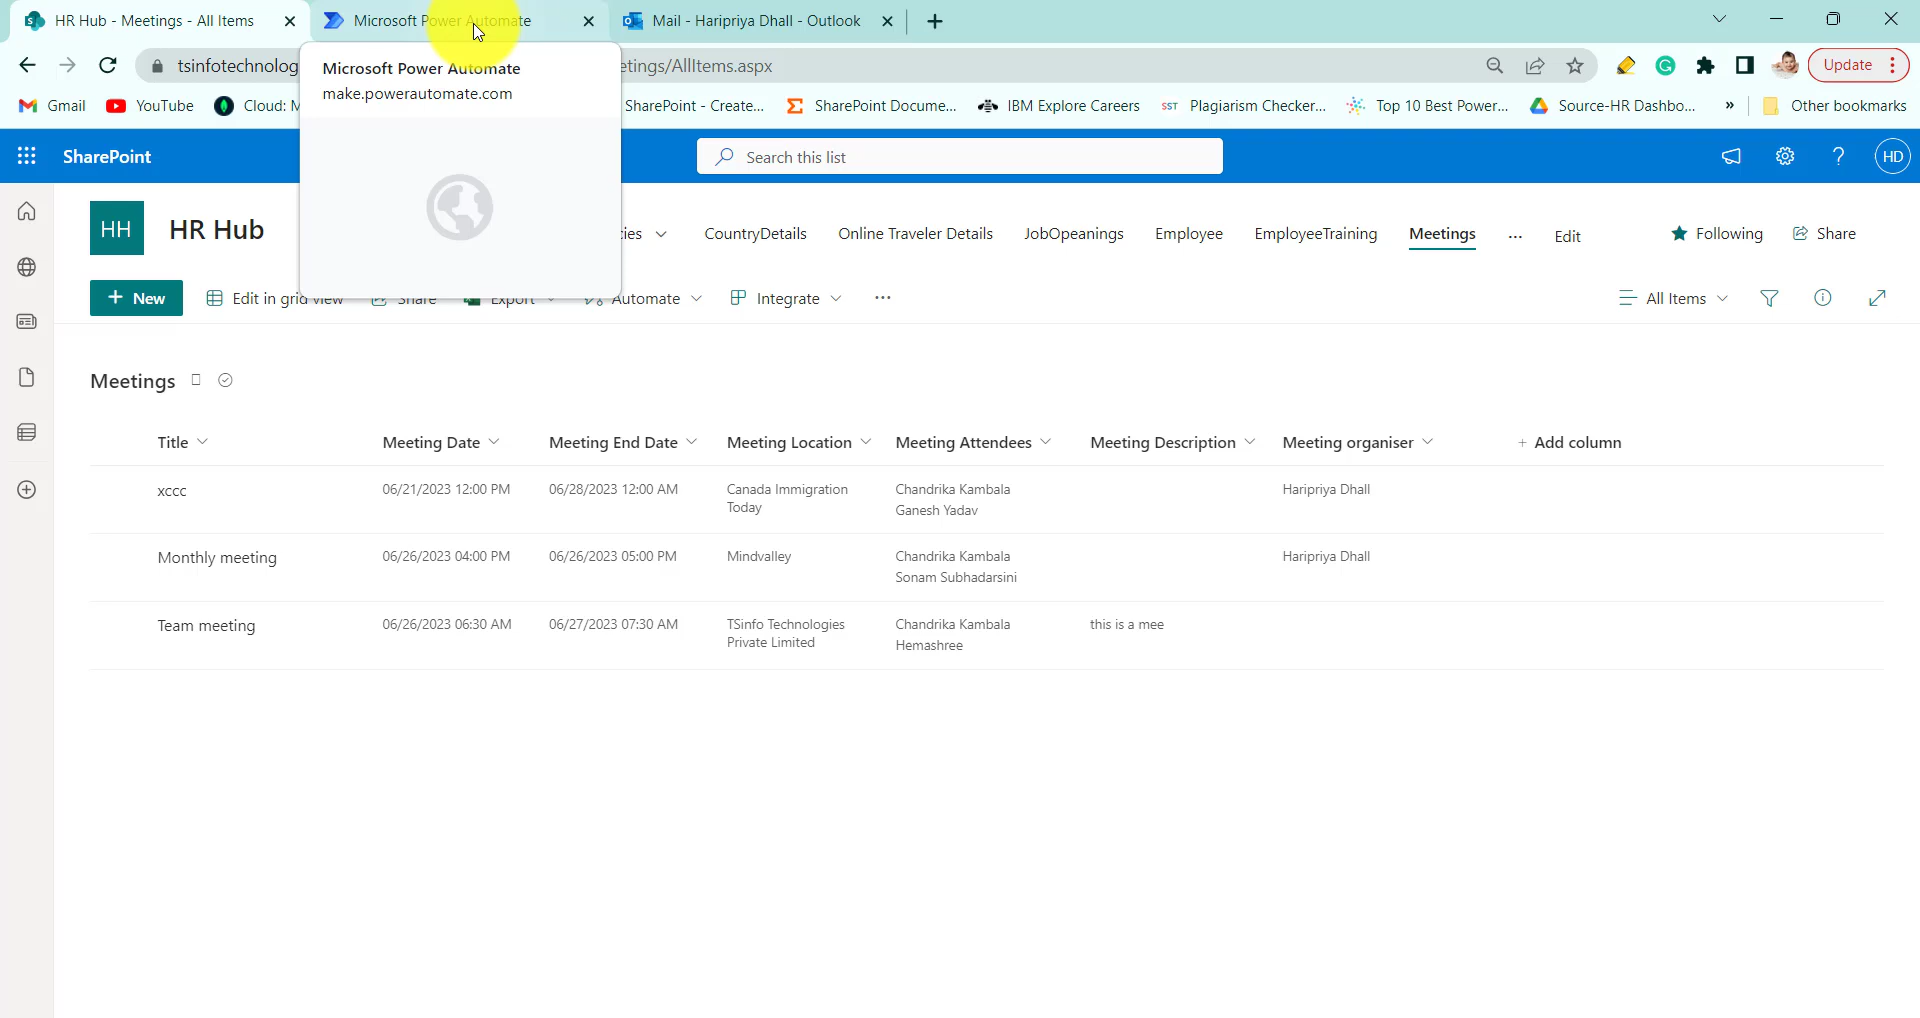 HR Hub - Meetings - All Items
Microsoft Power Automate
Mail - Haripriya Dhall - Outlook
tsinfotechnolog
etings/AllItems.aspx
Update
Microsoft Power Automate
make.powerautomate.com
Gmail
YouTube
Cloud: M
SharePoint - Create...
SharePoint Docume...
IBM Explore Careers
SST
Plagiarism Checker...
Top 10 Best Power...
Source-HR Dashbo...
»
Other bookmarks
SharePoint
Search this list
HD
HH
HR Hub
cies
CountryDetails
Online Traveler Details
JobOpeanings
Employee
EmployeeTraining
Meetings
...
Edit
Following
Share
+ New
Edit in grid view
Share
Export
Automate
Integrate
...
All Items
Meetings
Title
Meeting Date
Meeting End Date
Meeting Location
Meeting Attendees
Meeting Description
Meeting organiser
+ Add column
xccc
06/21/2023 12:00 PM
06/28/2023 12:00 AM
Canada Immigration
Today
Chandrika Kambala
Ganesh Yadav
Haripriya Dhall
Monthly meeting
06/26/2023 04:00 PM
06/26/2023 05:00 PM
Mindvalley
Chandrika Kambala
Sonam Subhadarsini
Haripriya Dhall
Team meeting
06/26/2023 06:30 AM
06/27/2023 07:30 AM
TSinfo Technologies
Private Limited
Chandrika Kambala
Hemashree
this is a mee